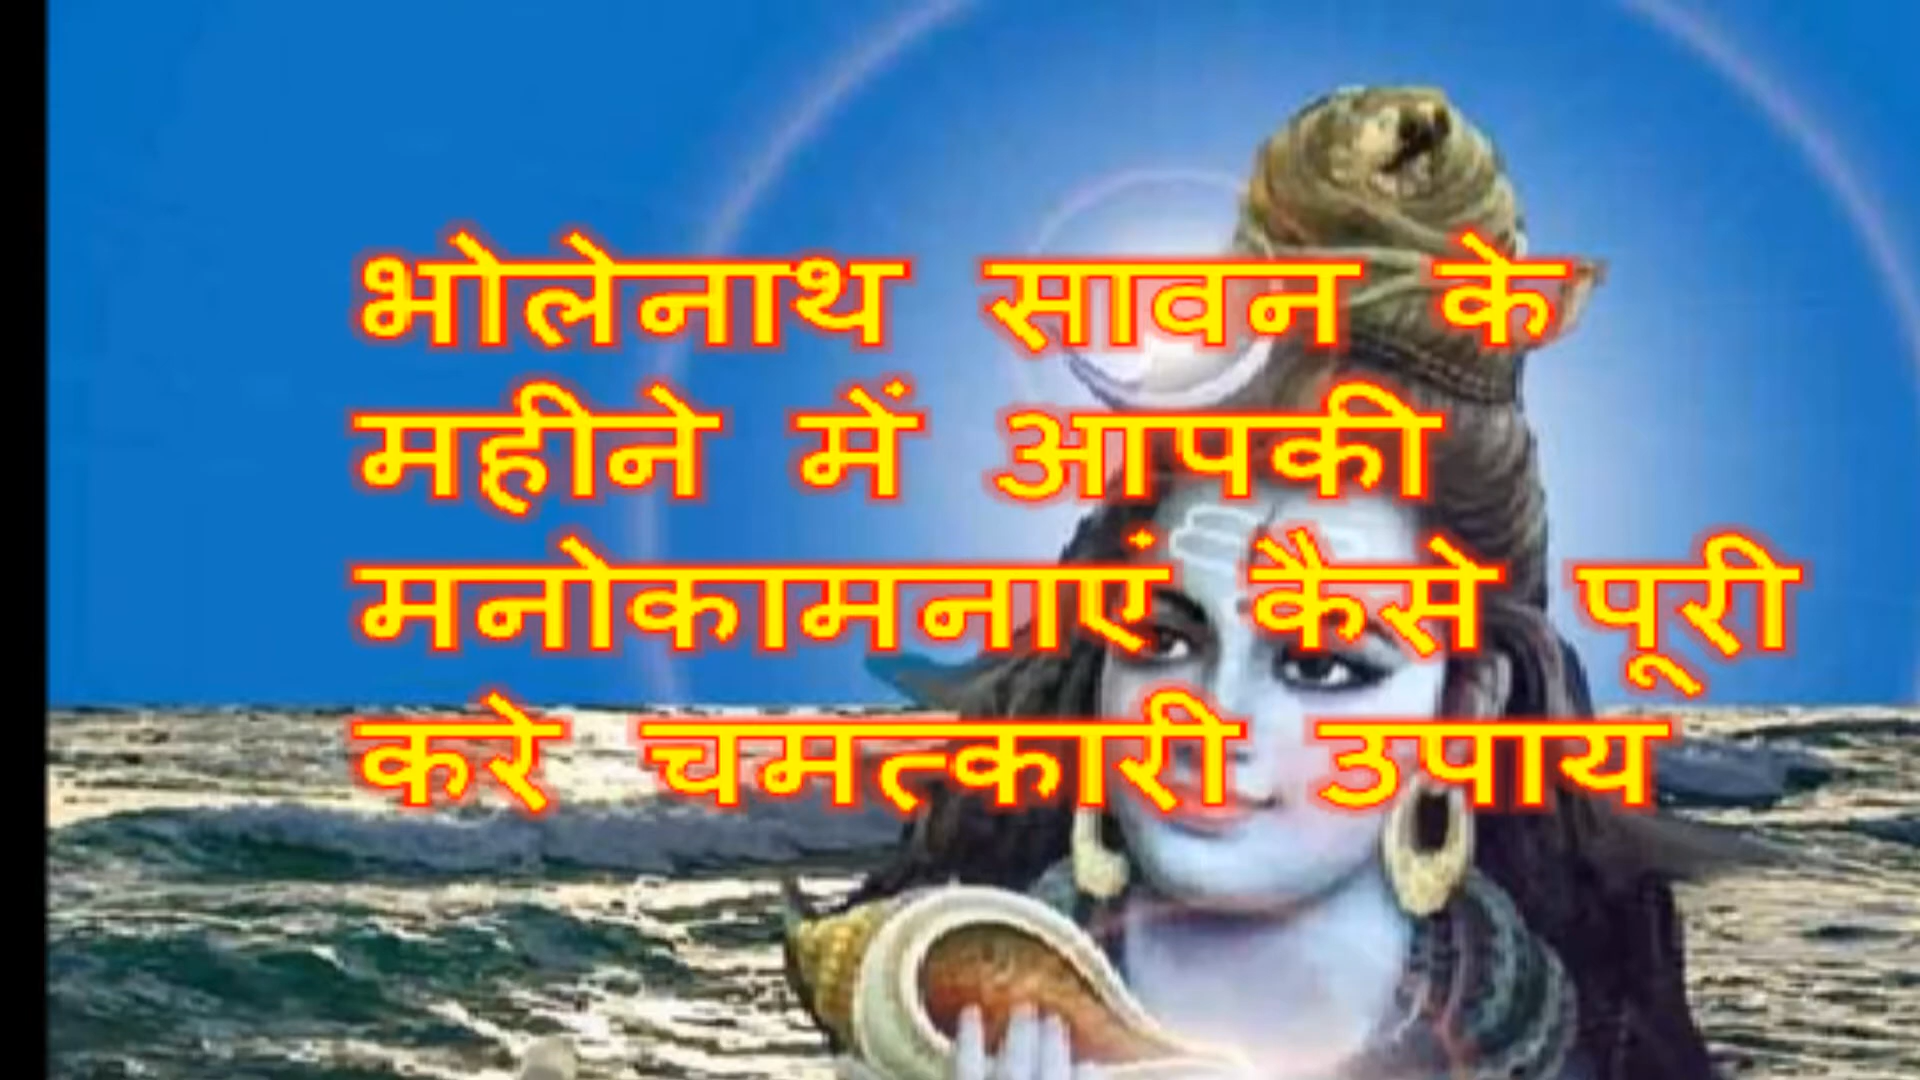 भोलेनाथ सावन के
महीने में आपकी
मनोकामनाएं कैसे पूरी
करे चमत्कारी उपाय